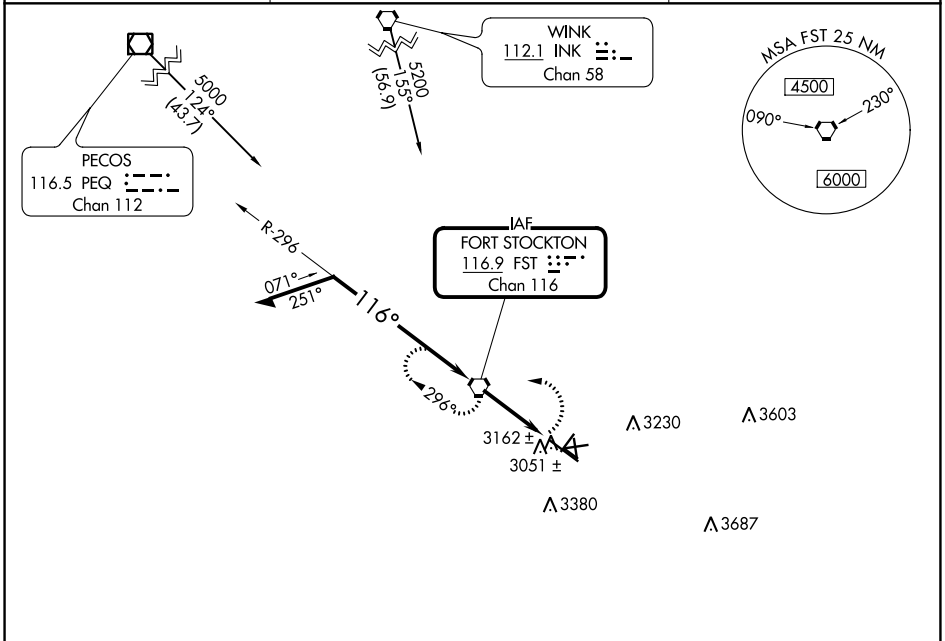 WINK
112.1 INK
Chan 58
5000
124°
(43.7)
5200
155°
(56.9)
MSA FST 25 NM
4500
090°
230°
6000
PECOS
116.5 PEQ
Chan 112
R-296
IAF
FORT STOCKTON
116.9 FST
Chan 116
071°
251°
116°
296°
3162 ±
3051 ±
3230
3603
3380
3687